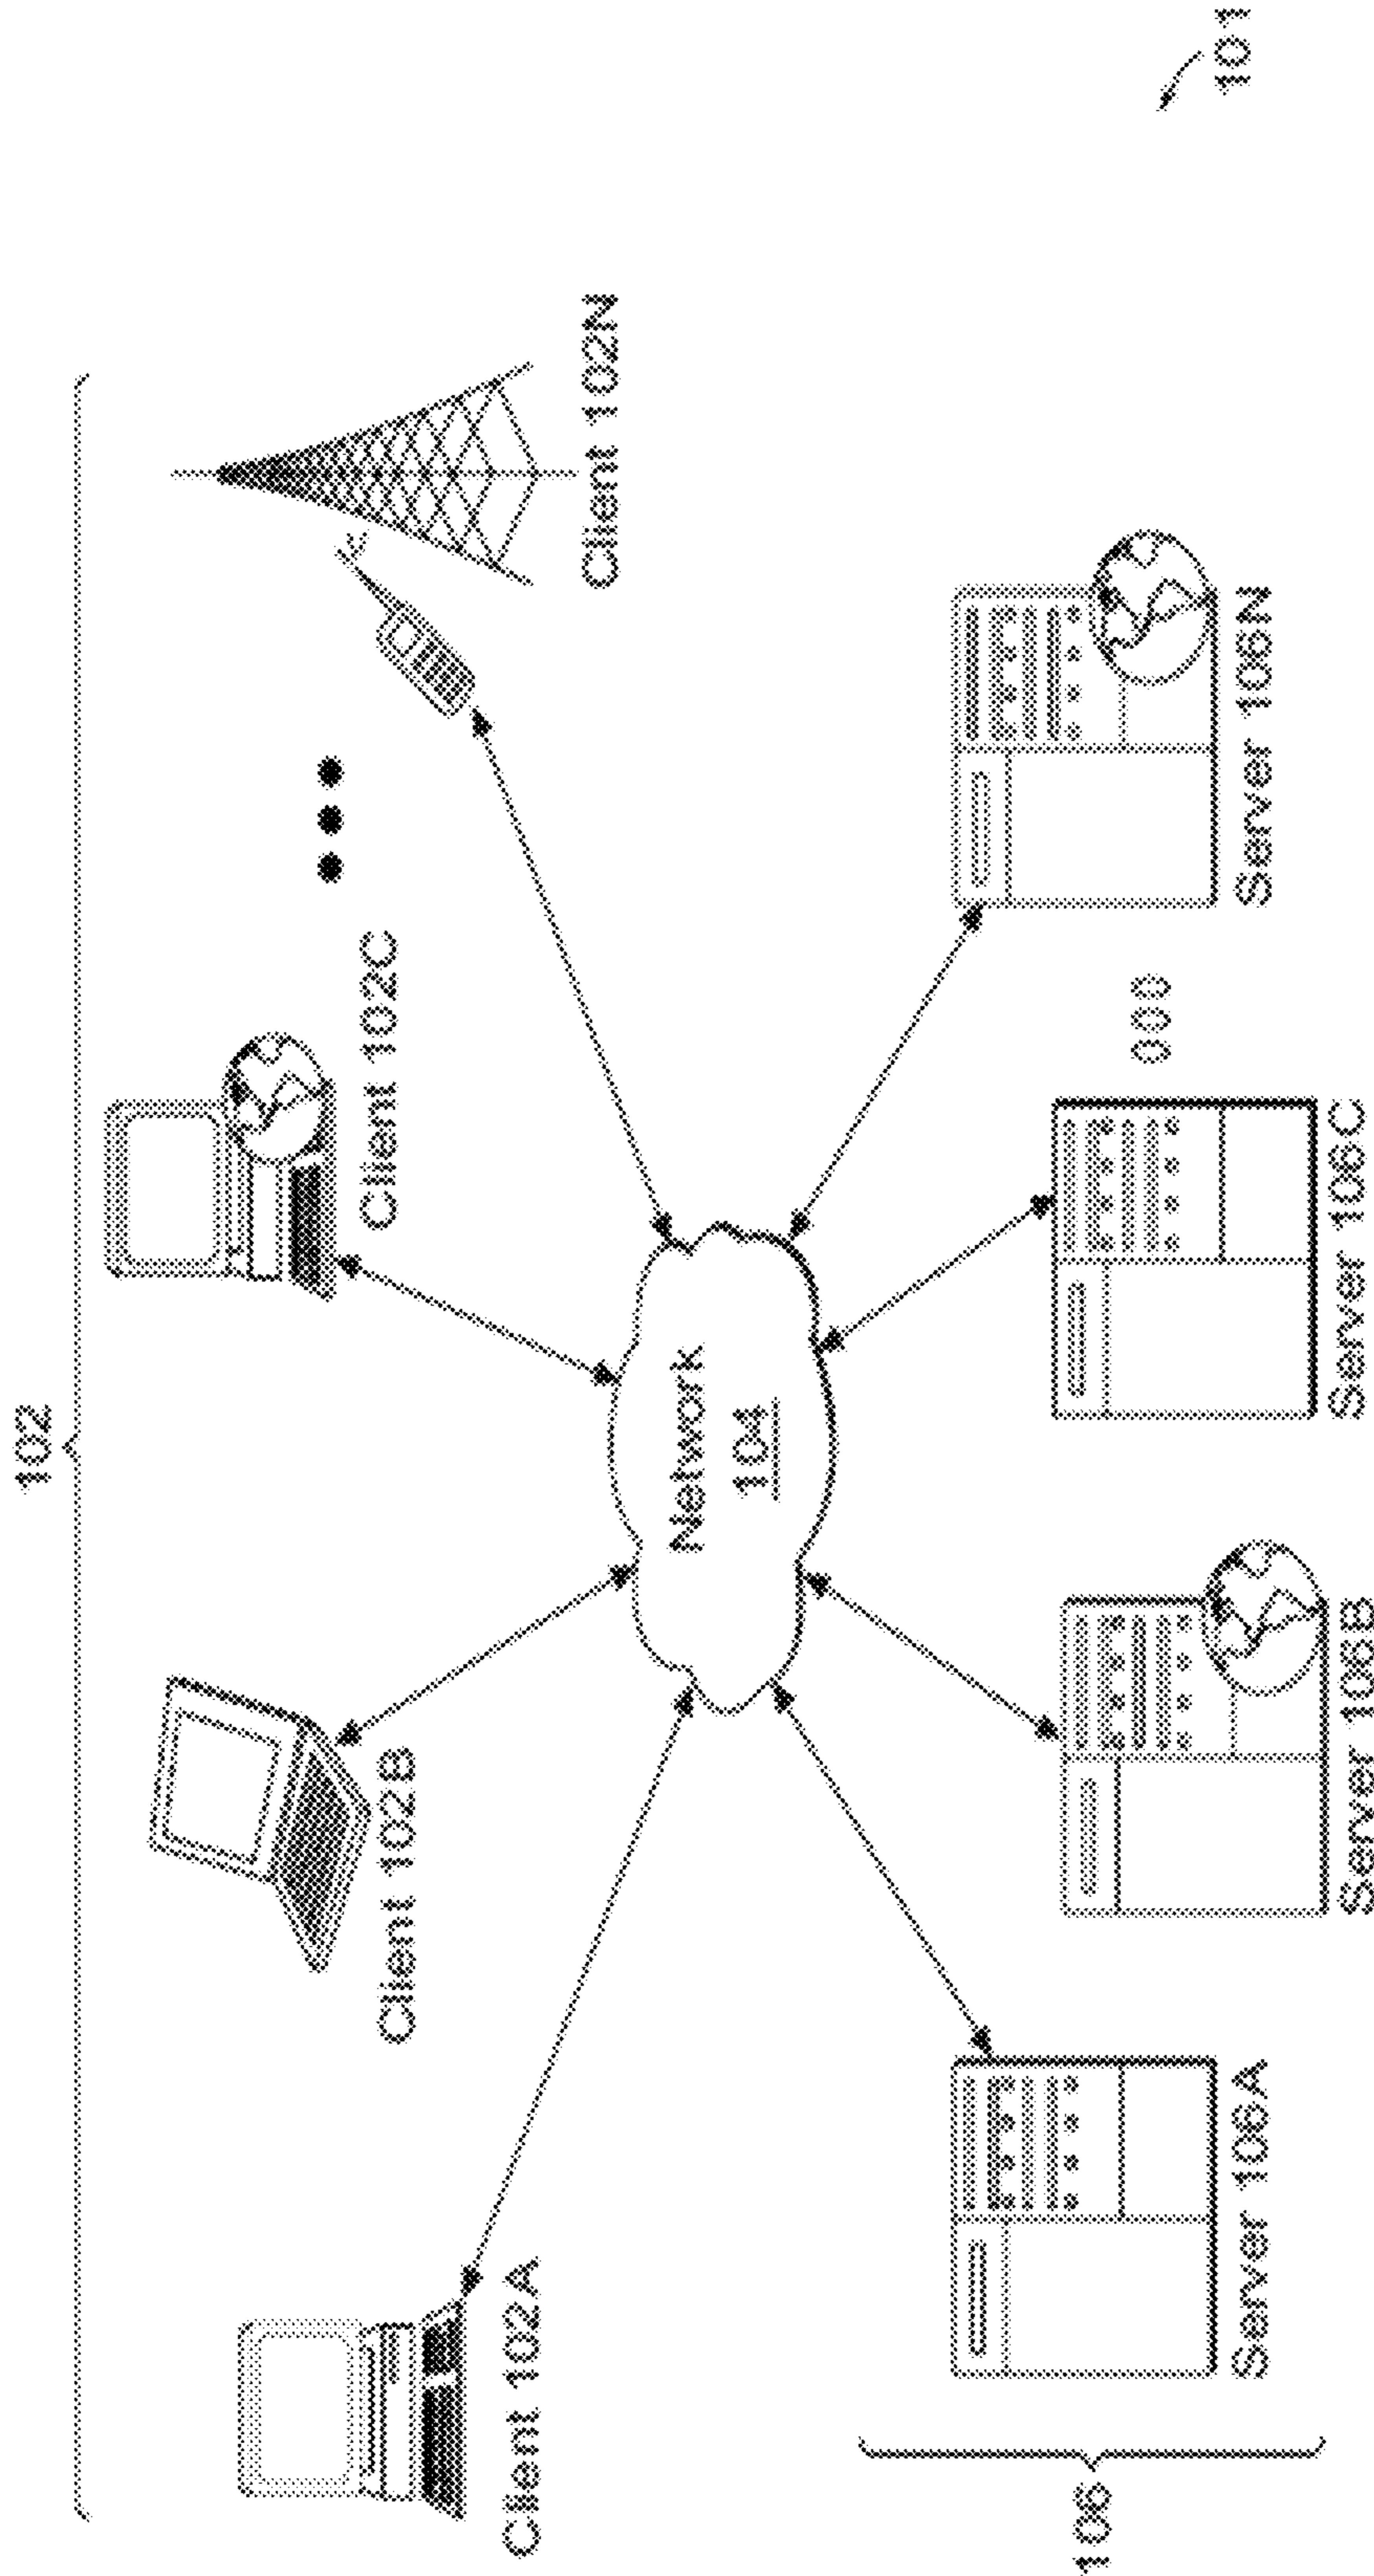 102
Client 102A
Client 102B
Client 102C
Client 102N
Network
104
106
Server 106A
Server 106B
Server 106C
000
Server 106N
101